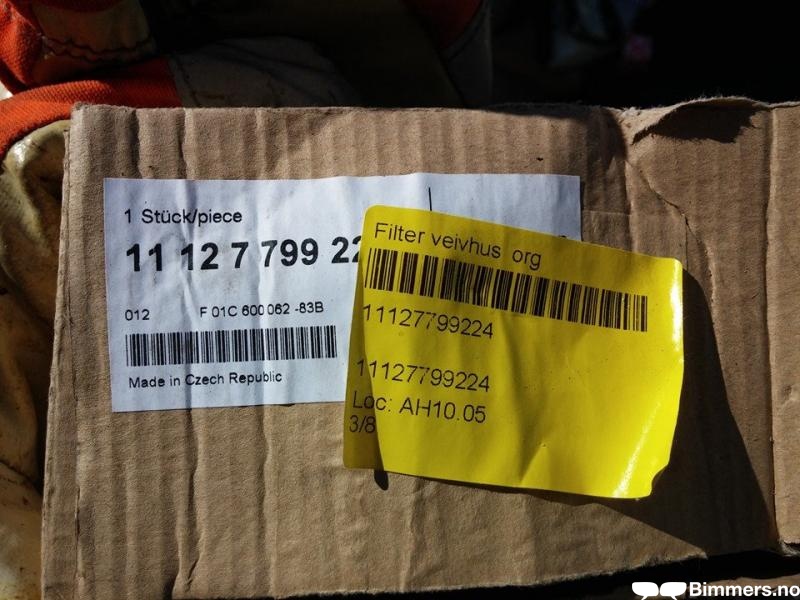 1 Stück/piece
11 12 7 799 22
012 F 01C 600 062 -83B
Made in Czech Republic
Filter veivhus org
11127799224
11127799224
Loc: AH10.05
3/8
Bimmers.no